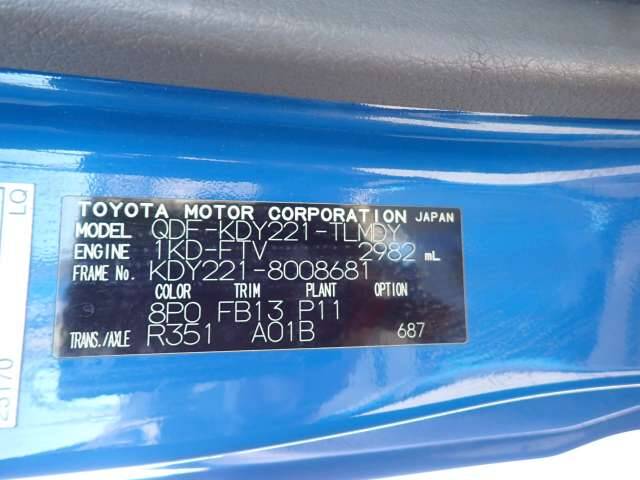 TOYOTA MOTOR CORPORATION JAPAN
MODEL QDF-KDY221-TLMDY
ENGINE 1KD-FTV 2982 mL
FRAME No. KDY221-8008681
COLOR TRIM PLANT OPTION
8P0 FB13 P11
TRANS./AXLE R351 A01B 687
LQ